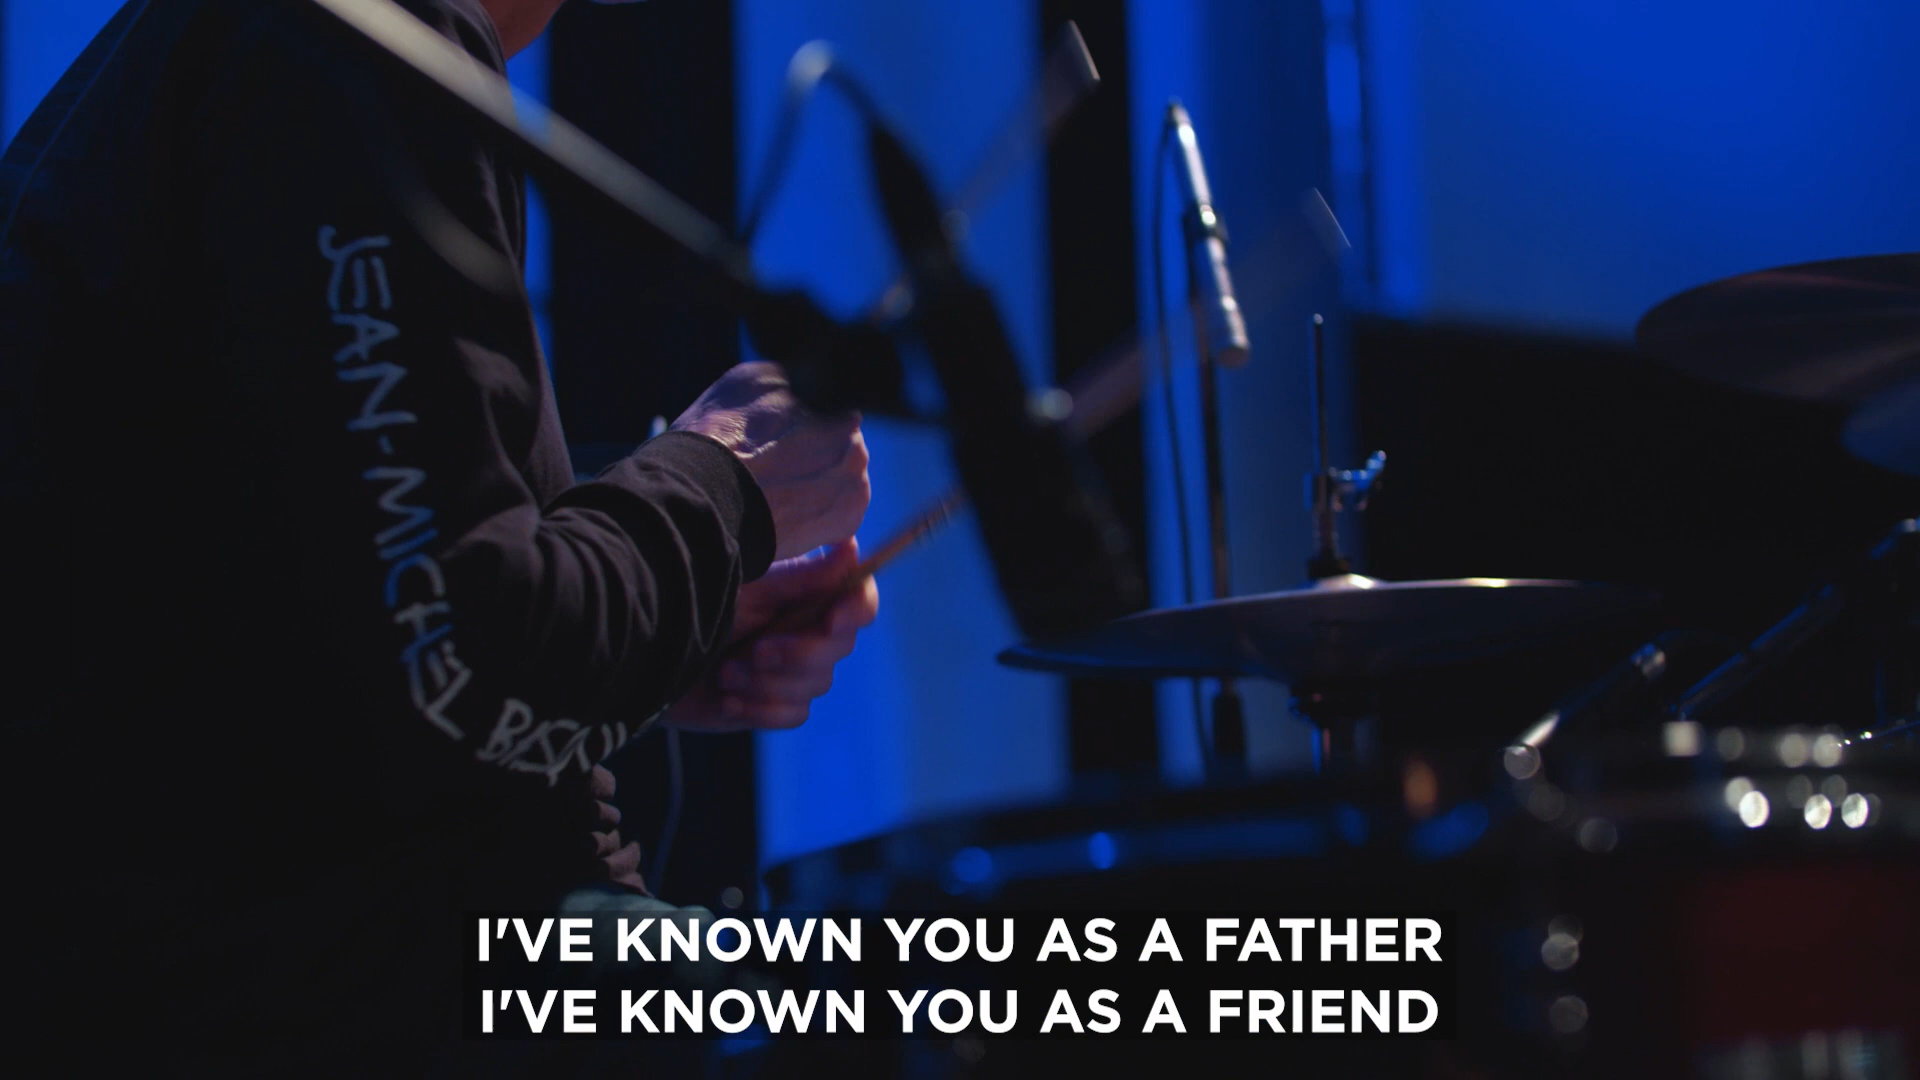 JEAN-MICHEL
I'VE KNOWN YOU AS A FATHER
I'VE KNOWN YOU AS A FRIEND